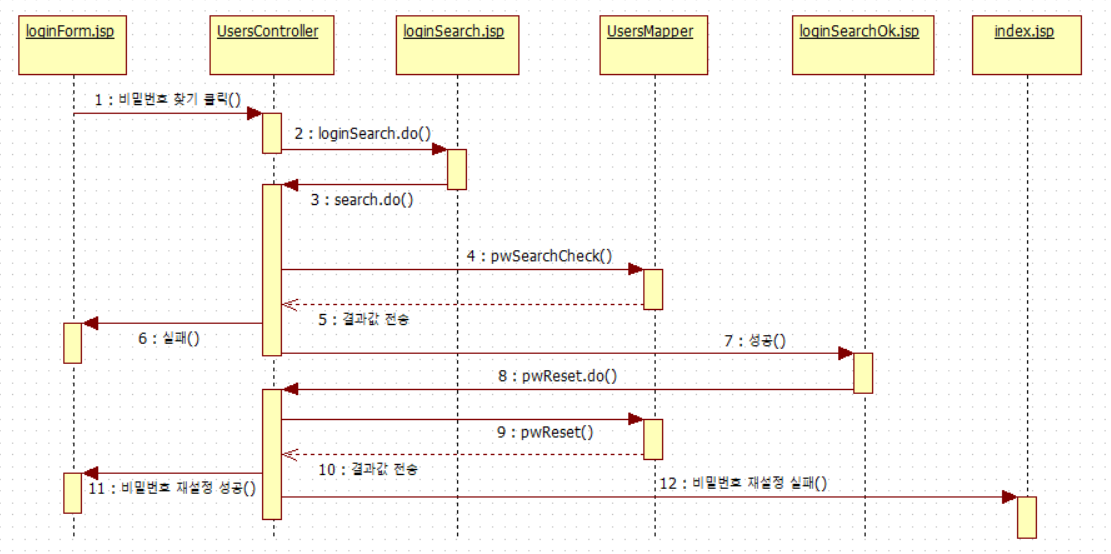 loginForm.jsp
UsersController
loginSearch.jsp
UsersMapper
loginSearchOk.jsp
index.jsp
1 : 비밀번호 찾기 클릭()
2 : loginSearch.do()
3 : search.do()
4 : pwSearchCheck()
5 : 결과값 전송
6 : 실패()
7 : 성공()
8 : pwReset.do()
9 : pwReset()
10 : 결과값 전송
11 : 비밀번호 재설정 성공()
12 : 비밀번호 재설정 실패()